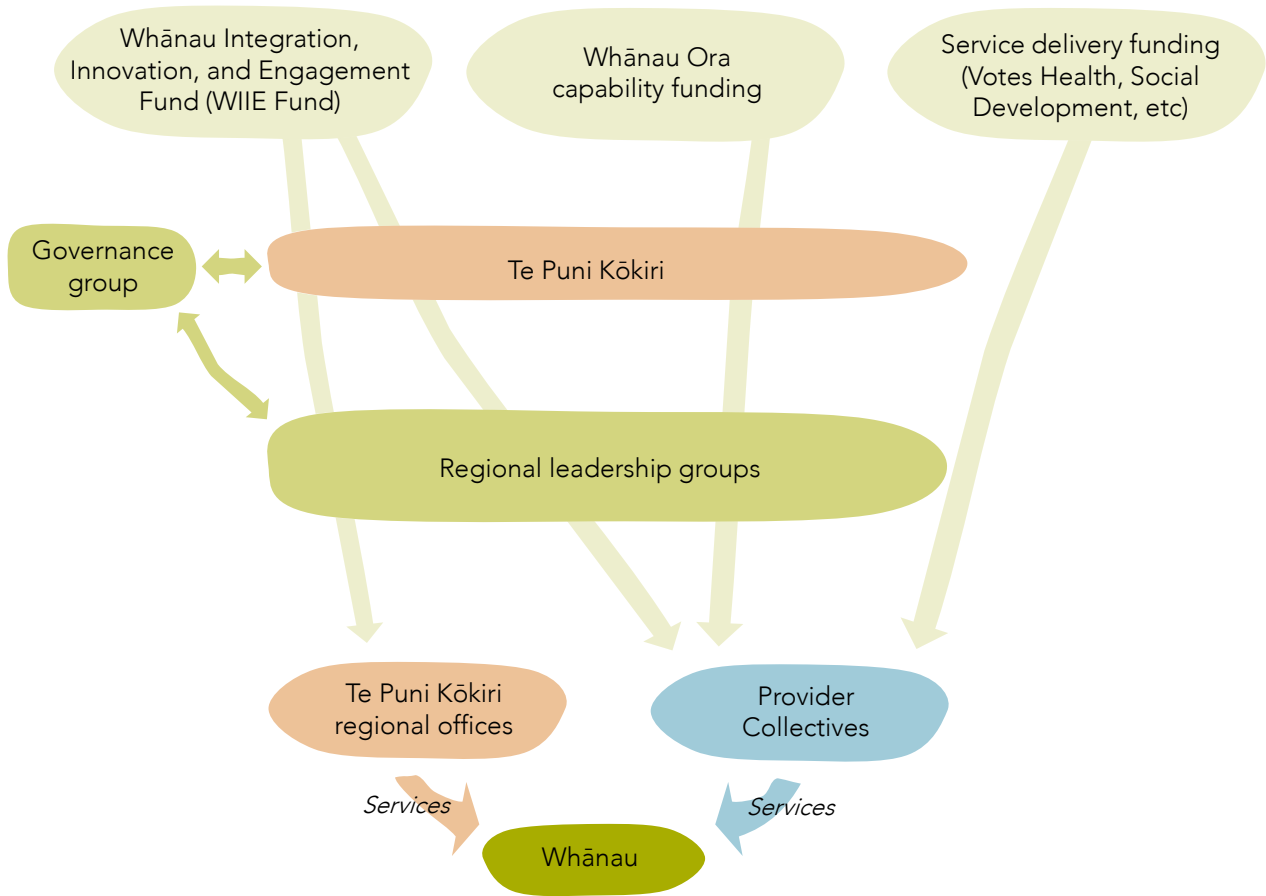 Whānau Integration,
Innovation, and Engagement
Fund (WIIE Fund)
Whānau Ora
capability funding
Service delivery funding
(Votes Health, Social
Development, etc)
Governance
group
Te Puni Kōkiri
Regional leadership groups
Te Puni Kōkiri
regional offices
Provider
Collectives
Services
Services
Whānau